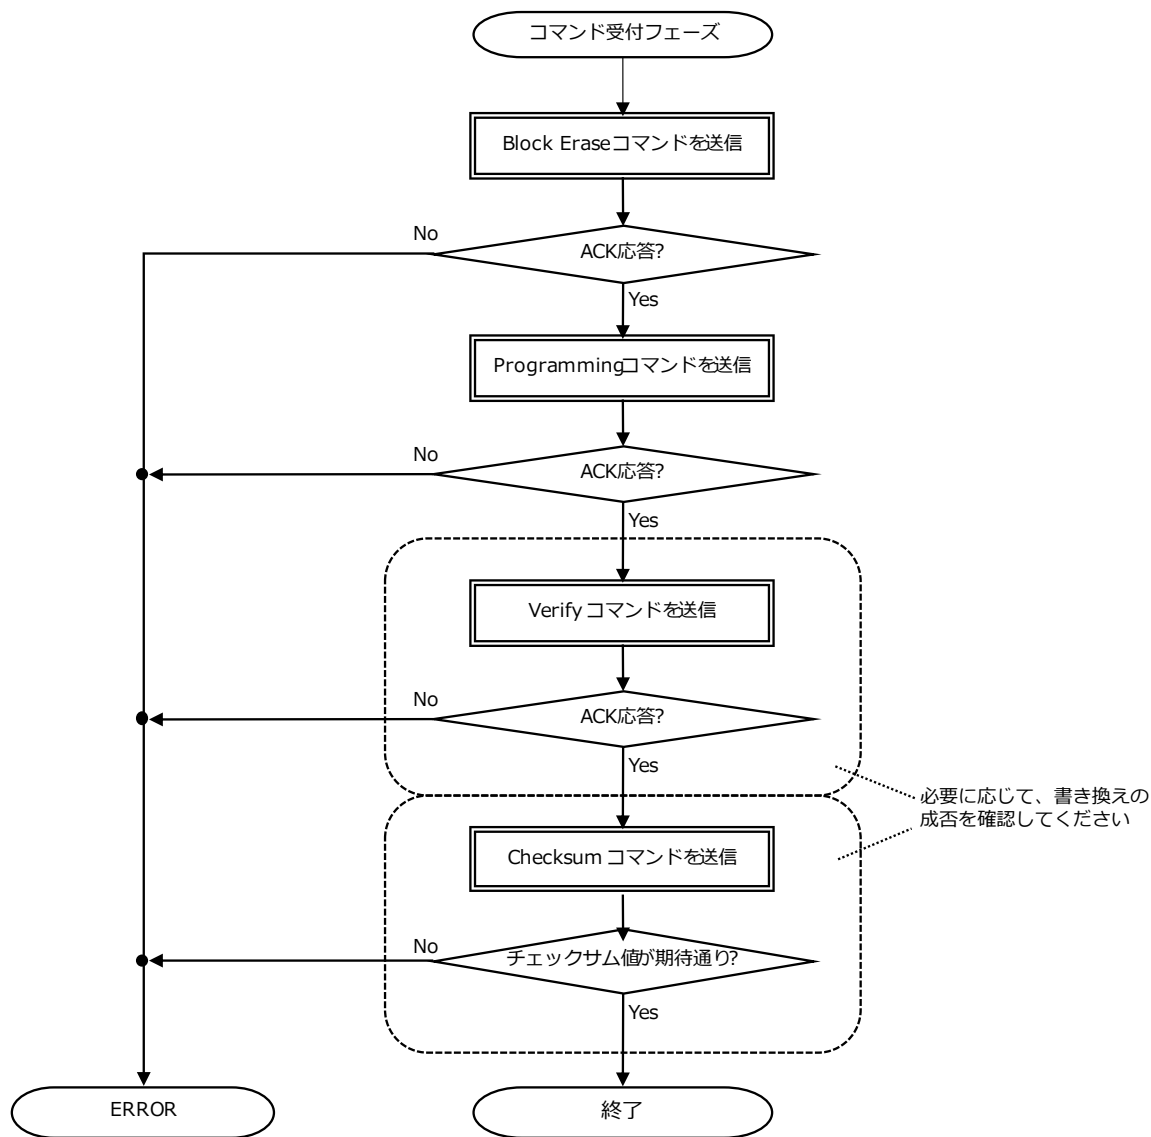 コマンド受付フェーズ
Block Eraseコマンドを送信
No
ACK応答?
Yes
Programmingコマンドを送信
No
ACK応答?
Yes
Verify コマンドを送信
No
ACK応答?
Yes
必要に応じて、書き換えの
成否を確認してください
Checksum コマンドを送信
No
チェックサム値が期待通り?
Yes
ERROR
終了